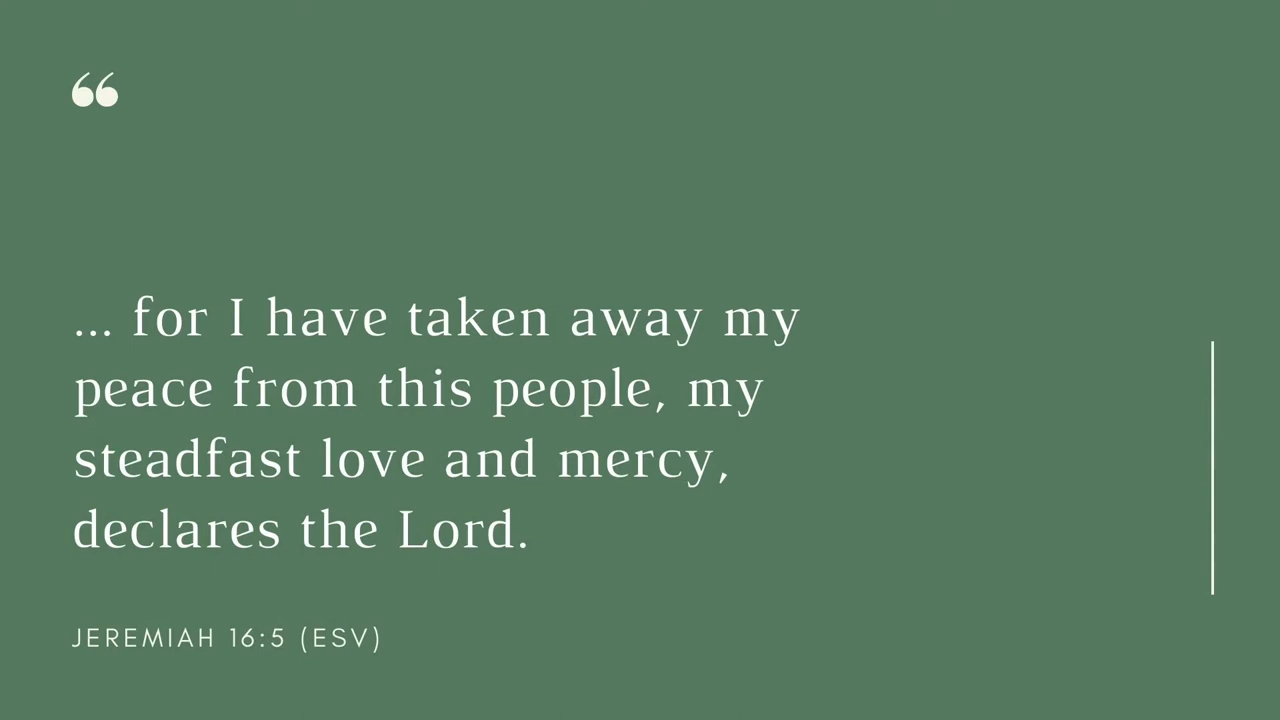 “
... for I have taken away my
peace from this people, my
steadfast love and mercy,
declares the Lord.
JEREMIAH 16:5 (ESV)